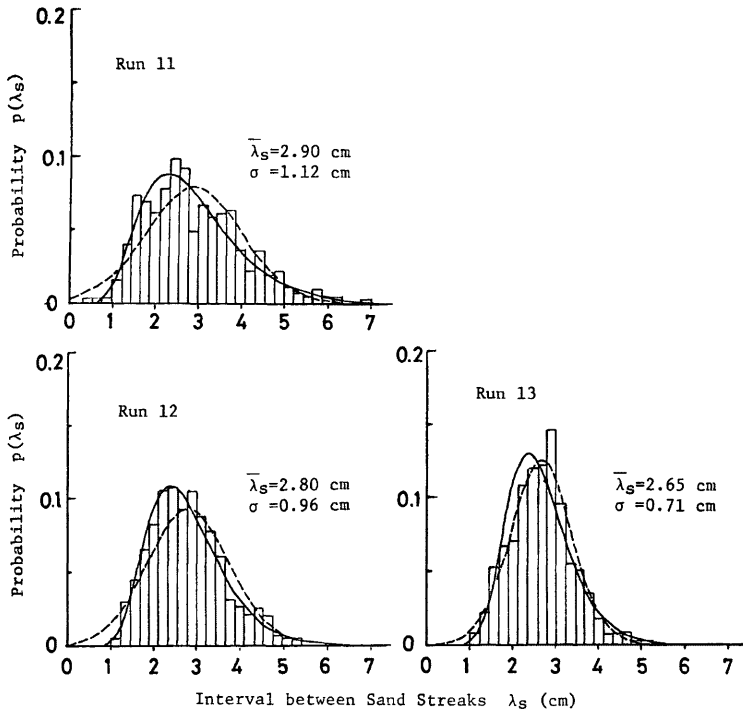 0.2
Run 11
Probability p(λs)
λ̄s=2.90 cm
σ =1.12 cm
0.1
0
0 1 2 3 4 5 6 7
0.2
Run 12
Probability p(λs)
λ̄s=2.80 cm
σ =0.96 cm
0.1
0
0 1 2 3 4 5 6 7
0.2
Run 13
λ̄s=2.65 cm
σ =0.71 cm
0.1
0
0 1 2 3 4 5 6 7
Interval between Sand Streaks λs (cm)